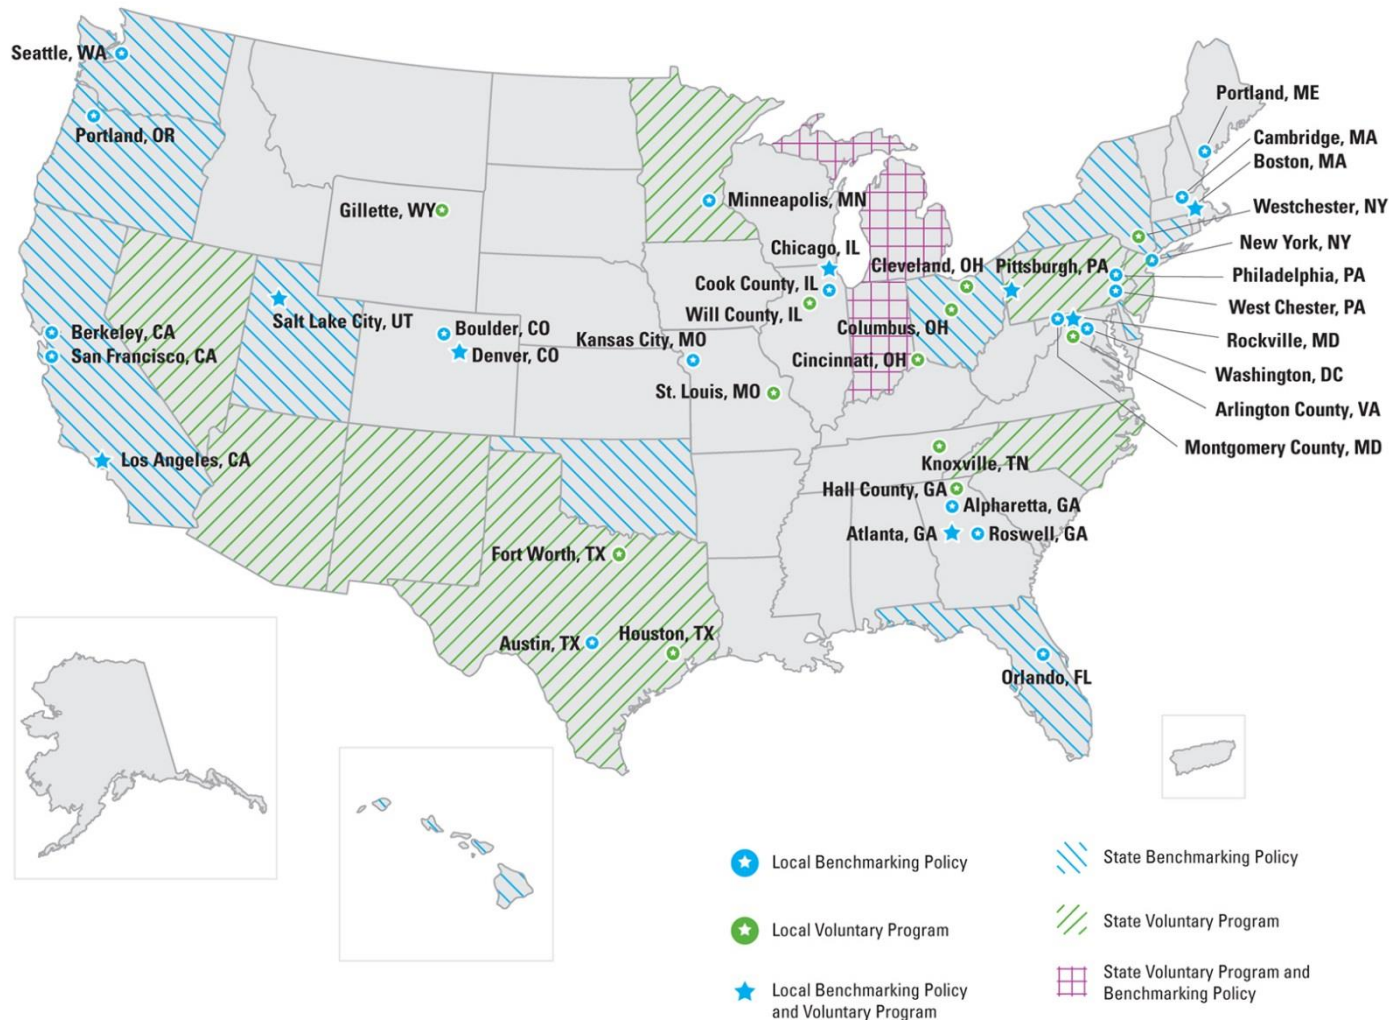 Seattle, WA
Portland, ME
Portland, OR
Cambridge, MA
Boston, MA
Gillette, WY
Minneapolis, MN
Westchester, NY
Chicago, IL
New York, NY
Cleveland, OH
Pittsburgh, PA
Philadelphia, PA
Cook County, IL
West Chester, PA
Will County, IL
Salt Lake City, UT
Columbus, OH
Berkeley, CA
Boulder, CO
Kansas City, MO
Rockville, MD
San Francisco, CA
Denver, CO
Cincinnati, OH
Washington, DC
St. Louis, MO
Arlington County, VA
Montgomery County, MD
Los Angeles, CA
Knoxville, TN
Hall County, GA
Alpharetta, GA
Atlanta, GA
Roswell, GA
Fort Worth, TX
Austin, TX
Houston, TX
Orlando, FL
Local Benchmarking Policy
Local Voluntary Program
Local Benchmarking Policy
and Voluntary Program
State Benchmarking Policy
State Voluntary Program
State Voluntary Program and
Benchmarking Policy